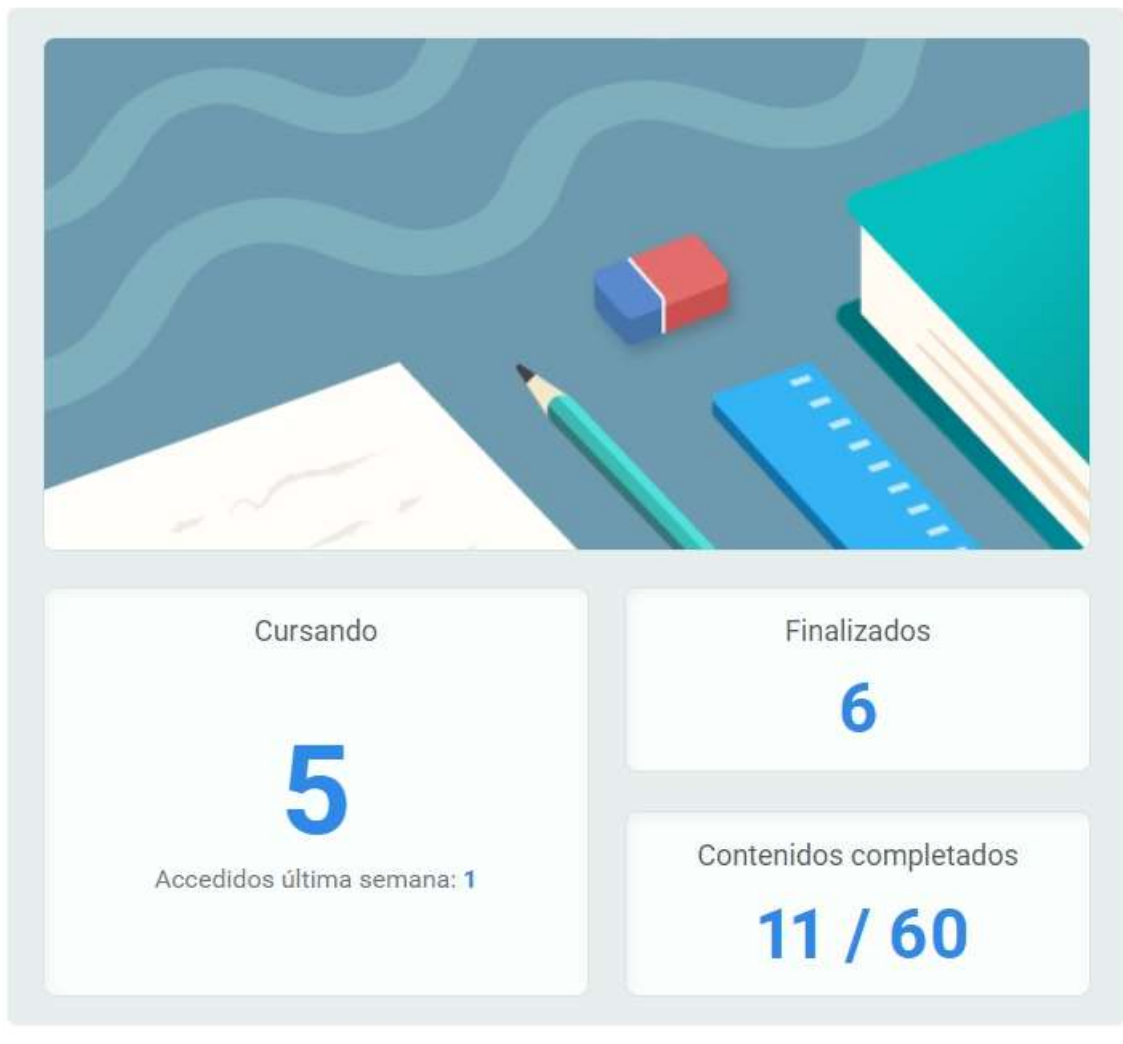 Cursando
5
Accedidos última semana: 1
Finalizados
6
Contenidos completados
11 / 60